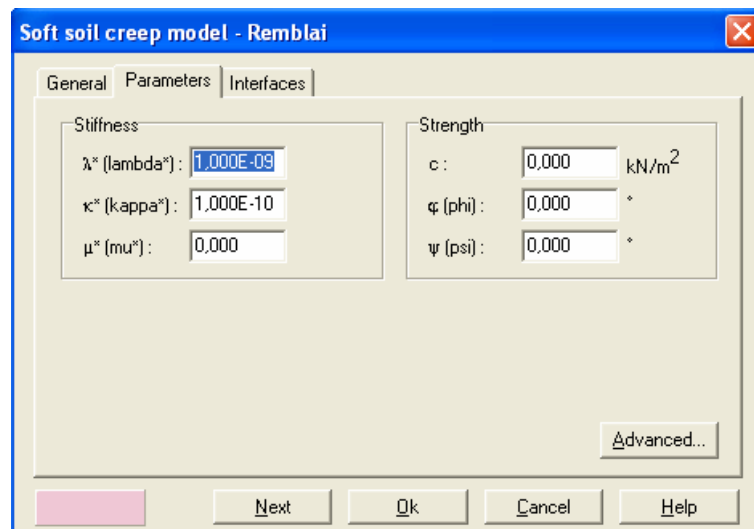 Soft soil creep model - Remblai
General Parameters Interfaces
Stiffness
λ* (lambda*) : 1,000E-09
κ* (kappa*) : 1,000E-10
μ* (mu*) : 0,000
Strength
c : 0,000 kN/m²
φ (phi) : 0,000 °
ψ (psi) : 0,000 °
Advanced...
Next Ok Cancel Help